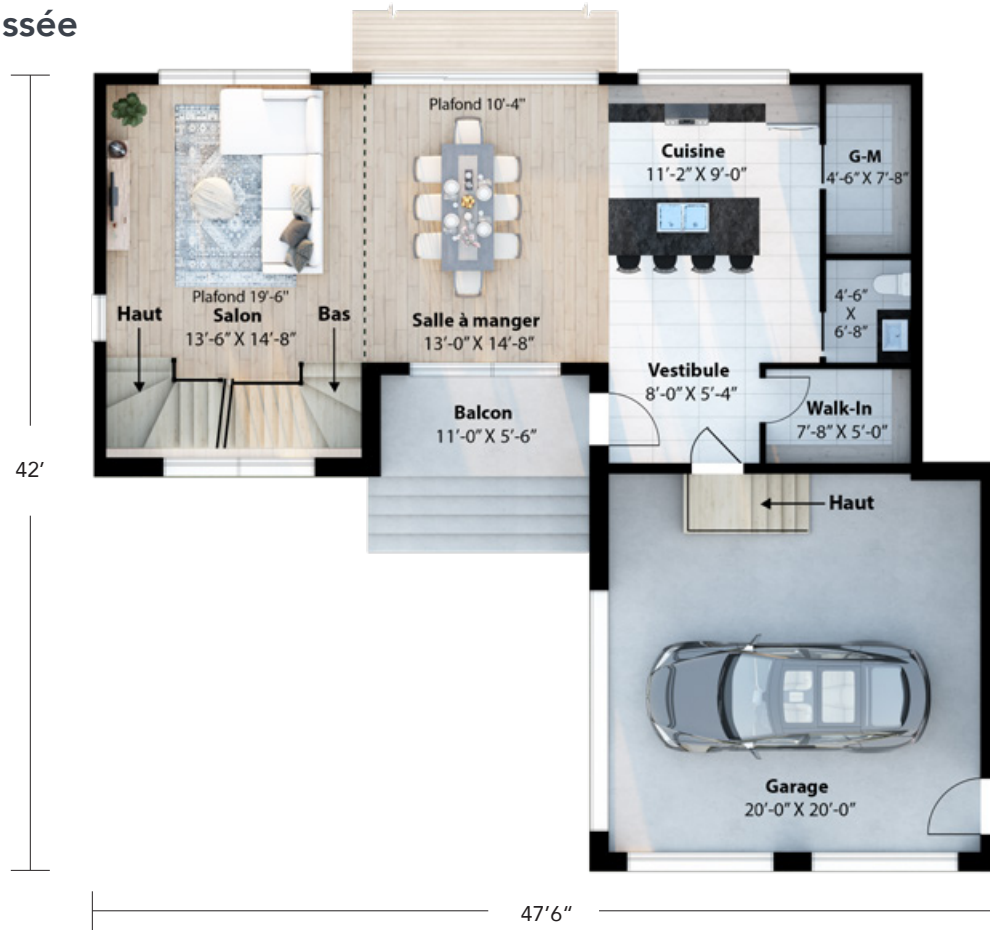 ssée
Plafond 10'-4"
Cuisine
11'-2" X 9'-0"
G-M
4'-6" X 7'-8"
Plafond 19'-6"
Haut
Salon
Bas
13'-6" X 14'-8"
Salle à manger
13'-0" X 14'-8"
4'-6"
X
6'-8"
Vestibule
8'-0" X 5'-4"
Balcon
11'-0" X 5'-6"
Walk-In
7'-8" X 5'-0"
42'
Haut
Garage
20'-0" X 20'-0"
47'6"